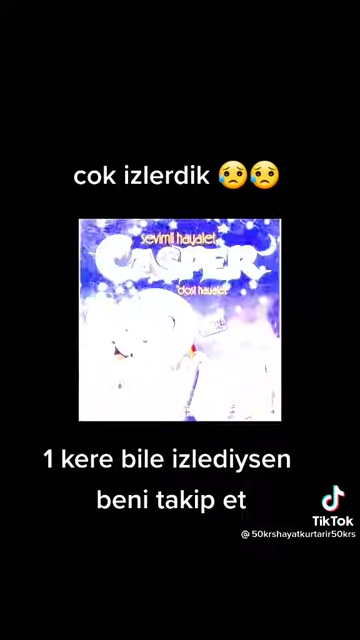 cok izlerdik 😥😥
sevimli hayalet
CASPER
"dost hayalet"
1 kere bile izlediysen
beni takip et
TikTok
@ 50krshayatkurtarir50krs